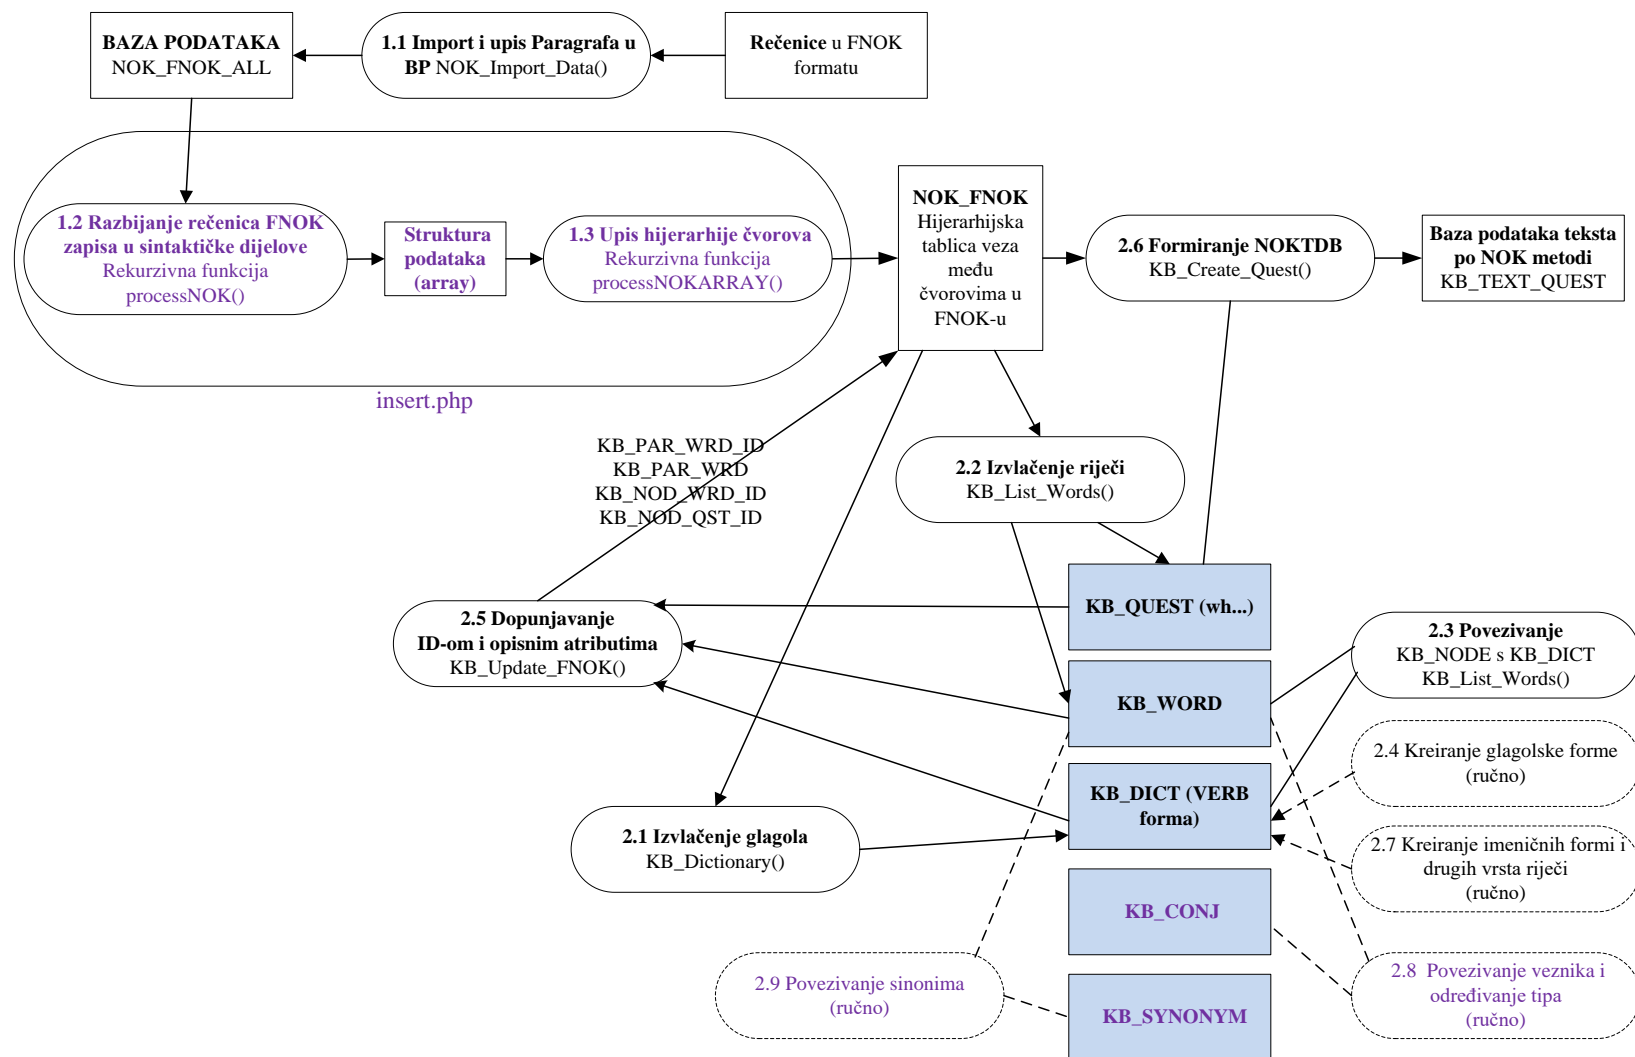 BAZA PODATAKA
NOK_FNOK_ALL
1.1 Import i upis Paragrafa u
BP NOK_Import_Data()
Rečenice u FNOK
formatu
1.2 Razbijanje rečenica FNOK
zapisa u sintaktičke dijelove
Rekurzivna funkcija
processNOK()
Struktura
podataka
(array)
1.3 Upis hijerarhije čvorova
Rekurzivna funkcija
processNOKARRAY()
insert.php
NOK_FNOK
Hijerarhijska
tablica veza
među
čvorovima u
FNOK-u
2.6 Formiranje NOKTDB
KB_Create_Quest()
Baza podataka teksta
po NOK metodi
KB_TEXT_QUEST
KB_PAR_WRD_ID
KB_PAR_WRD
KB_NOD_WRD_ID
KB_NOD_QST_ID
2.2 Izvlačenje riječi
KB_List_Words()
2.5 Dopunjavanje
ID-om i opisnim atributima
KB_Update_FNOK()
KB_QUEST (wh...)
2.3 Povezivanje
KB_NODE s KB_DICT
KB_List_Words()
KB_WORD
2.4 Kreiranje glagolske forme
(ručno)
KB_DICT (VERB
forma)
2.1 Izvlačenje glagola
KB_Dictionary()
2.7 Kreiranje imeničnih formi i
drugih vrsta riječi
(ručno)
KB_CONJ
2.9 Povezivanje sinonima
(ručno)
2.8  Povezivanje veznika i
određivanje tipa
(ručno)
KB_SYNONYM